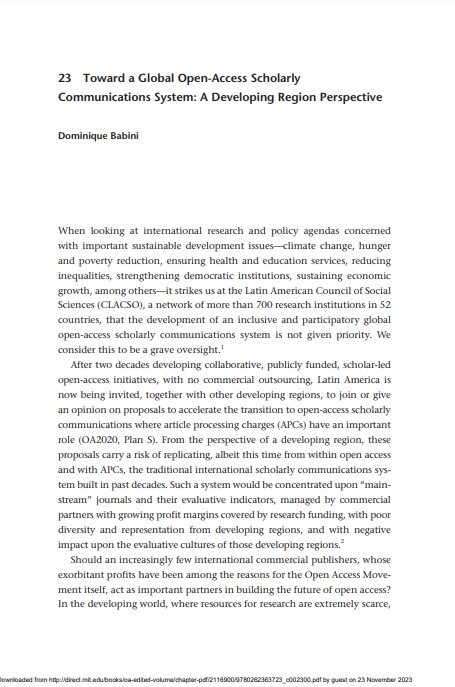 23 Toward a Global Open-Access Scholarly
Communications System: A Developing Region Perspective
Dominique Babini
When looking at international research and policy agendas concerned
with important sustainable development issues—climate change, hunger
and poverty reduction, ensuring health and education services, reducing
inequalities, strengthening democratic institutions, sustaining economic
growth, among others—it strikes us at the Latin American Council of Social
Sciences (CLACSO), a network of more than 700 research institutions in 52
countries, that the development of an inclusive and participatory global
open-access scholarly communications system is not given priority. We
consider this to be a grave oversight.1
After two decades developing collaborative, publicly funded, scholar-led
open-access initiatives, with no commercial outsourcing, Latin America is
now being invited, together with other developing regions, to join or give
an opinion on proposals to accelerate the transition to open-access scholarly
communications where article processing charges (APCs) have an important
role (OA2020, Plan S). From the perspective of a developing region, these
proposals carry a risk of replicating, albeit this time from within open access
and with APCs, the traditional international scholarly communications sys-
tem built in past decades. Such a system would be concentrated upon “main-
stream” journals and their evaluative indicators, managed by commercial
partners with growing profit margins covered by research funding, with poor
diversity and representation from developing regions, and with negative
impact upon the evaluative cultures of those developing regions.2
Should an increasingly few international commercial publishers, whose
exorbitant profits have been among the reasons for the Open Access Move-
ment itself, act as important partners in building the future of open access?
In the developing world, where resources for research are extremely scarce,
ownloaded from http://direct.mit.edu/books/oa-edited-volume/chapter-pdf/2116900/9780262363723_c002300.pdf by guest on 23 November 2023